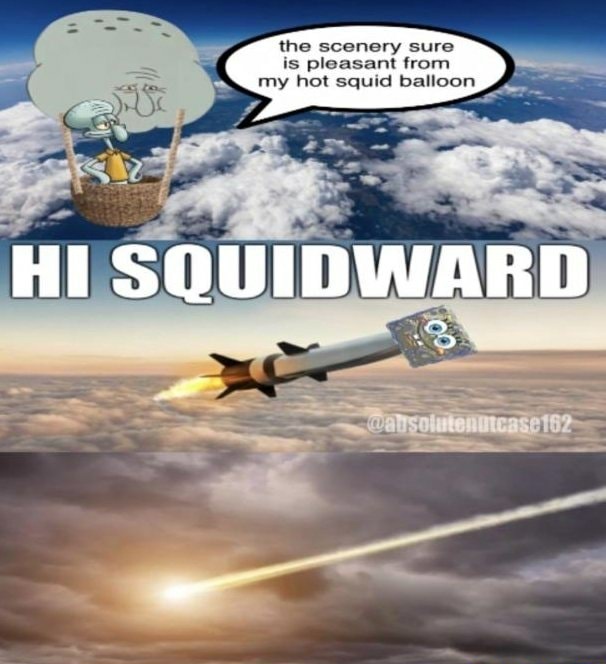 the scenery sure
is pleasant from
my hot squid balloon
HI SQUIDWARD
@absolutenutcase162